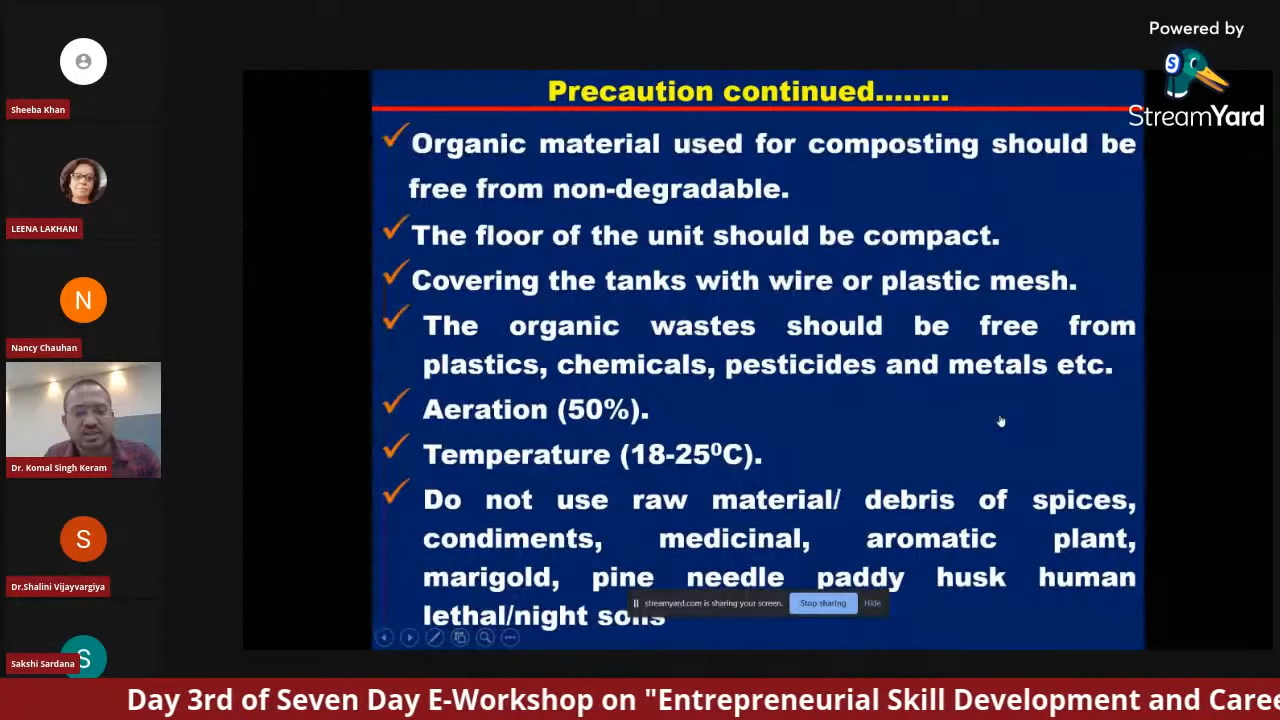 Powered by
StreamYard
Sheeba Khan
LEENA LAKHANI
N
Nancy Chauhan
Dr. Komal Singh Keram
S
Dr.Shalini Vijayvargiya
S
Sakshi Sardana
Precaution continued........
Organic material used for composting should be
free from non-degradable.
The floor of the unit should be compact.
Covering the tanks with wire or plastic mesh.
The organic wastes should be free from
plastics, chemicals, pesticides and metals etc.
Aeration (50%).
Temperature (18-25⁰C).
Do not use raw material/ debris of spices,
condiments, medicinal, aromatic plant,
marigold, pine needle paddy husk human
lethal/night soils
streamyard.com is sharing your screen.
Stop sharing
Hide
Day 3rd of Seven Day E-Workshop on "Entrepreneurial Skill Development and Caree